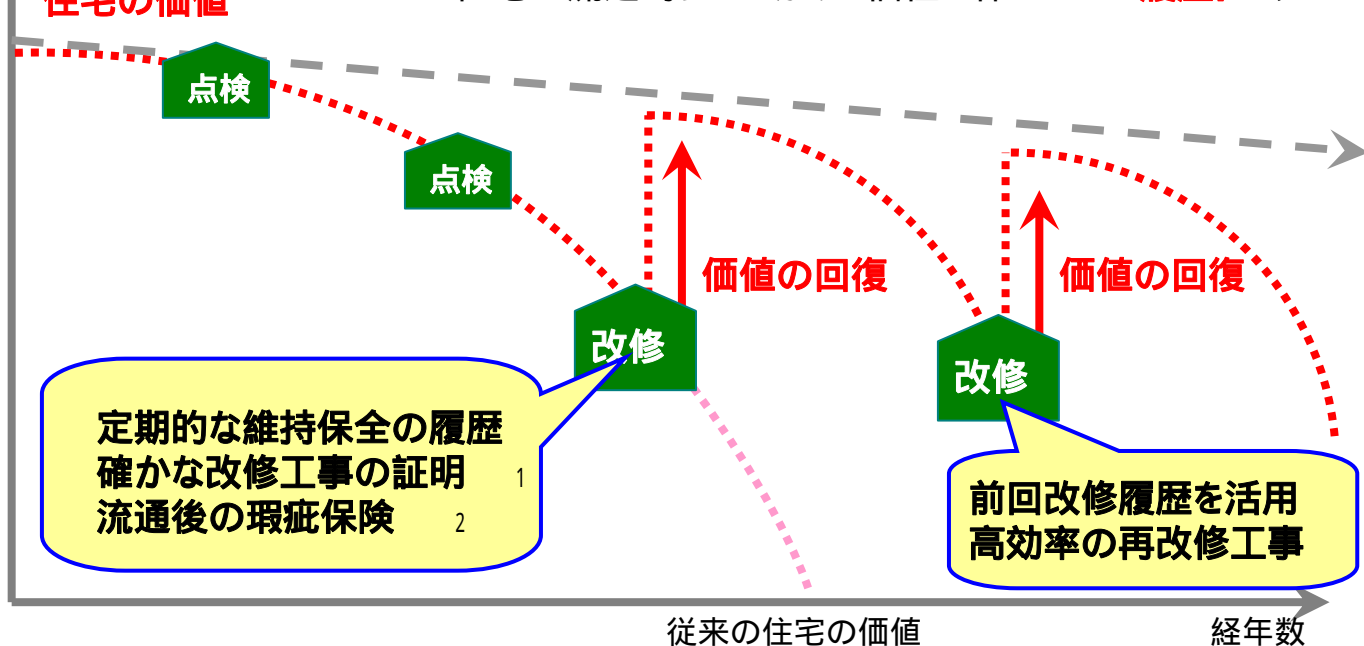 住宅の価値
点検
点検
価値の回復
価値の回復
改修
改修
定期的な維持保全の履歴
確かな改修工事の証明 1
流通後の瑕疵保険 2
前回改修履歴を活用
高効率の再改修工事
従来の住宅の価値
経年数